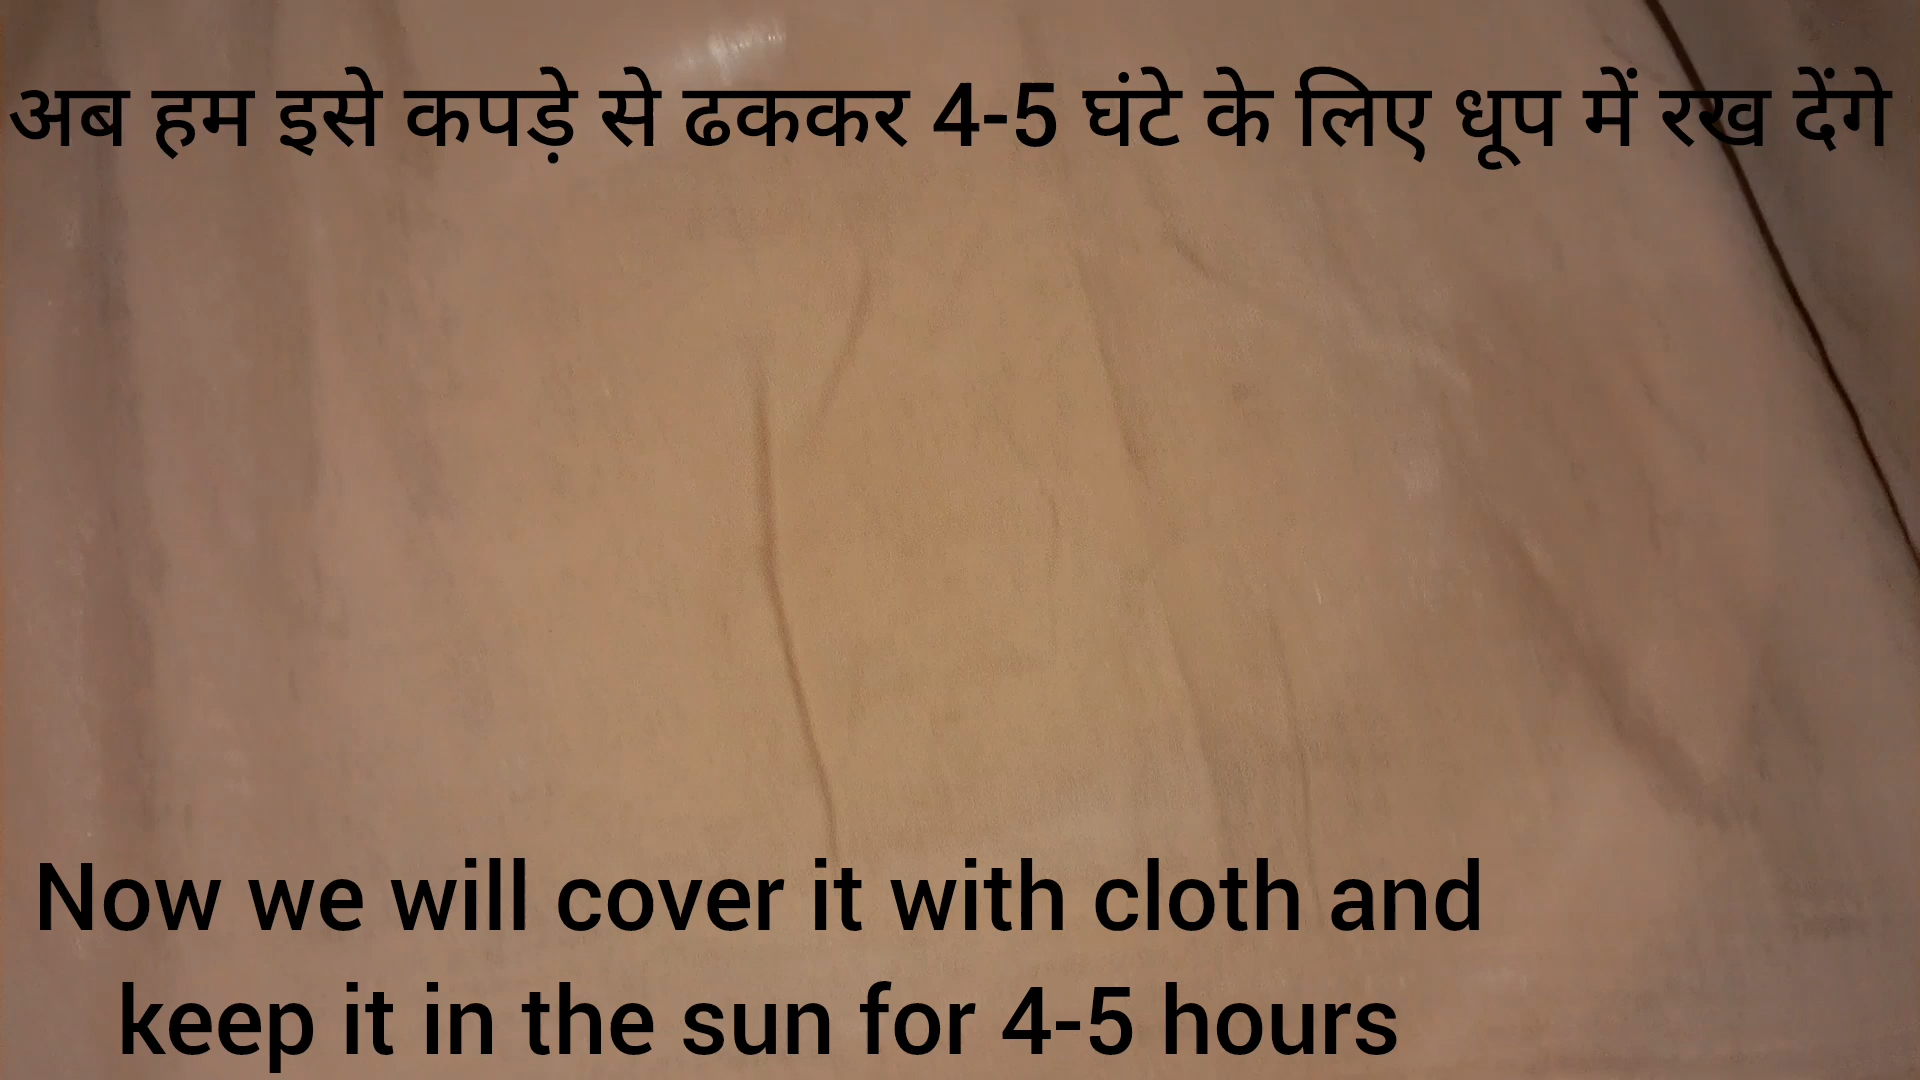 अब हम इसे कपड़े से ढककर 4-5 घंटे के लिए धूप में रख देंगे
Now we will cover it with cloth and
keep it in the sun for 4-5 hours